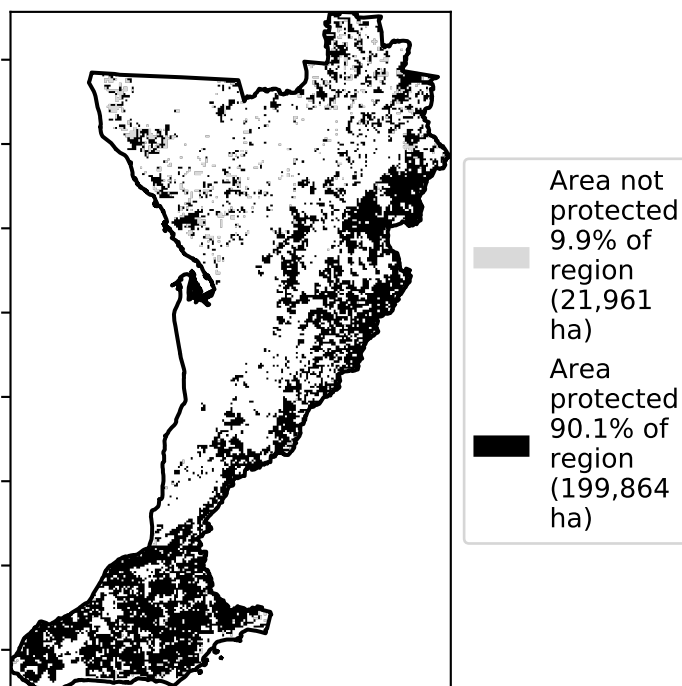 Area not
protected
9.9% of
region
(21,961
ha)
Area
protected
90.1% of
region
(199,864
ha)